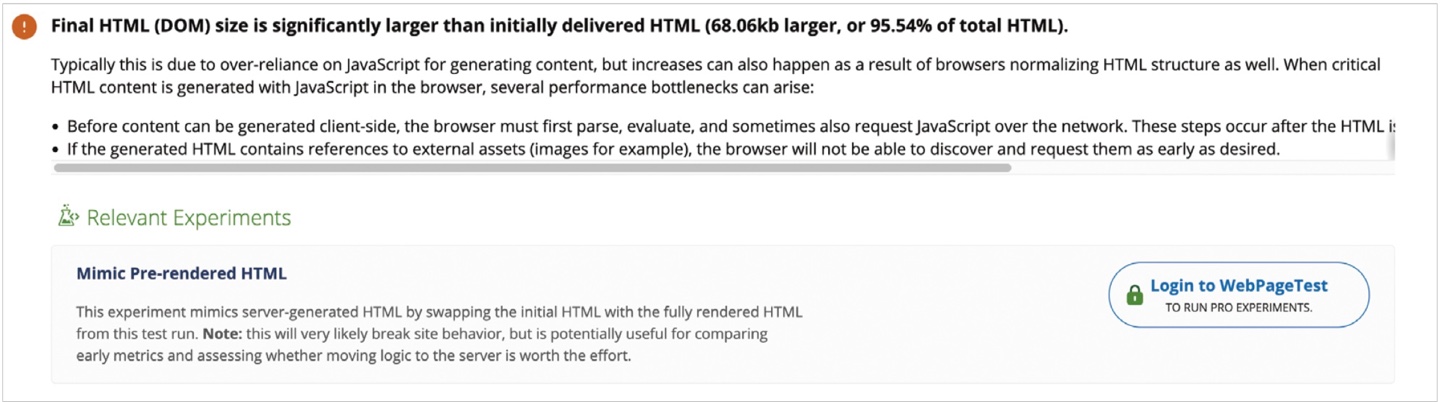 Final HTML (DOM) size is significantly larger than initially delivered HTML (68.06kb larger, or 95.54% of total HTML).
Typically this is due to over-reliance on JavaScript for generating content, but increases can also happen as a result of browsers normalizing HTML structure as well. When critical
HTML content is generated with JavaScript in the browser, several performance bottlenecks can arise:
• Before content can be generated client-side, the browser must first parse, evaluate, and sometimes also request JavaScript over the network. These steps occur after the HTML is
• If the generated HTML contains references to external assets (images for example), the browser will not be able to discover and request them as early as desired.
Relevant Experiments
Mimic Pre-rendered HTML
This experiment mimics server-generated HTML by swapping the initial HTML with the fully rendered HTML
from this test run. Note: this will very likely break site behavior, but is potentially useful for comparing
early metrics and assessing whether moving logic to the server is worth the effort.
Login to WebPageTest
TO RUN PRO EXPERIMENTS.